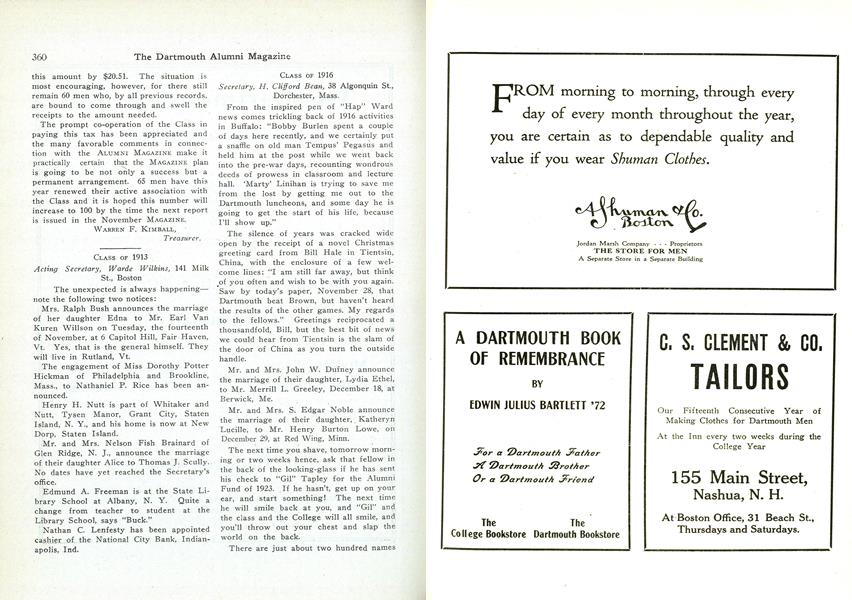 360
The Dartmouth Alumni Magazine
this amount by $20.51. The situation is
most encouraging, however, for there still
remain 60 men who, by all previous records,
are bound to come through and swell the
receipts to the amount needed.
The prompt co-operation of the Class in
paying this tax has been appreciated and
the many favorable comments in connec-
tion with the ALUMNI MAGAZINE make it
practically certain that the MAGAZINE plan
is going to be not only a success but a
permanent arrangement. 65 men have this
year renewed their active association with
the Class and it is hoped this number will
increase to 100 by the time the next report
is issued in the November MAGAZINE.
WARREN F. KIMBALL,
Treasurer.
CLASS OF 1913
Acting Secretary, Warde Wilkins, 141 Milk
St., Boston
The unexpected is always happening—
note the following two notices:
Mrs. Ralph Bush announces the marriage
of her daughter Edna to Mr. Earl Van
Kuren Willson on Tuesday, the fourteenth
of November, at 6 Capitol Hill, Fair Haven,
Vt. Yes, that is the general himself. They
will live in Rutland, Vt.
The engagement of Miss Dorothy Potter
Hickman of Philadelphia and Brookline,
Mass., to Nathaniel P. Rice has been an-
nounced.
Henry H. Nutt is part of Whitaker and
Nutt, Tysen Manor, Grant City, Staten
Island, N. Y., and his home is now at New
Dorp, Staten Island.
Mr. and Mrs. Nelson Fish Brainard of
Glen Ridge, N. J., announce the marriage
of their daughter Alice to Thomas J. Scully.
No dates have yet reached the Secretary's
office.
Edmund A. Freeman is at the State Li-
brary School at Albany, N. Y. Quite a
change from teacher to student at the
Library School, says "Buck."
Nathan C. Lenfesty has been appointed
cashier of the National City Bank, Indian-
apolis, Ind.
CLASS OF 1916
Secretary, H. Clifford Bean, 38 Algonquin St.,
Dorchester, Mass.
From the inspired pen of "Hap" Ward
news comes trickling back of 1916 activities
in Buffalo: "Bobby Burlen spent a couple
of days here recently, and we certainly put
a snaffle on old man Tempus' Pegasus and
held him at the post while we went back
into the pre-war days, recounting wondrous
deeds of prowess in classroom and lecture
hall. 'Marty' Linihan is trying to save me
from the lost by getting me out to the
Dartmouth luncheons, and some day he is
going to get the start of his life, because
I'll show up."
The silence of years was cracked wide
open by the receipt of a novel Christmas
greeting card from Bill Hale in Tientsin,
China, with the enclosure of a few wel-
come lines: "I am still far away, but think
of you often and wish to be with you again.
Saw by today's paper, November 28, that
Dartmouth beat Brown, but haven't heard
the results of the other games. My regards
to the fellows." Greetings reciprocated a
thousandfold, Bill, but the best bit of news
we could hear from Tientsin is the slam of
the door of China as you turn the outside
handle.
Mr. and Mrs. John W. Dufney announce
the marriage of their daughter, Lydia Ethel,
to Mr. Merrill L. Greeley, December 18, at
Berwick, Me.
Mr. and Mrs. S. Edgar Noble announce
the marriage of their daughter, Katheryn
Lucille, to Mr. Henry Burton Lowe, on
December 29, at Red Wing, Minn.
The next time you shave, tomorrow morn-
ing or two weeks hence, ask that fellow in
the back of the looking-glass if he has sent
his check to "Gil" Tapley for the Alumni
Fund of 1923. If he hasn't, get up on your
ear, and start something! The next time
he will smile back at you, and "Gil" and
the class and the College will all smile, and
you'll throw out your chest and slap the
world on the back.
There are just about two hundred names
FROM morning to morning, through every
day of every month throughout the year,
you are certain as to dependable quality and
value if you wear Shuman Clothes.
A Shuman & Co.
Boston
Jordan Marsh Company - - - Proprietors
THE STORE FOR MEN
A Separate Store in a Separate Building
A DARTMOUTH BOOK
OF REMEMBRANCE
BY
EDWIN JULIUS BARTLETT '72
For a Dartmouth Father
A Dartmouth Brother
Or a Dartmouth Friend
The The
College Bookstore Dartmouth Bookstore
C. S. CLEMENT & CO.
TAILORS
Our Fifteenth Consecutive Year of
Making Clothes for Dartmouth Men
At the Inn every two weeks during the
College Year
155 Main Street,
Nashua, N. H.
At Boston Office, 31 Beach St.,
Thursdays and Saturdays.